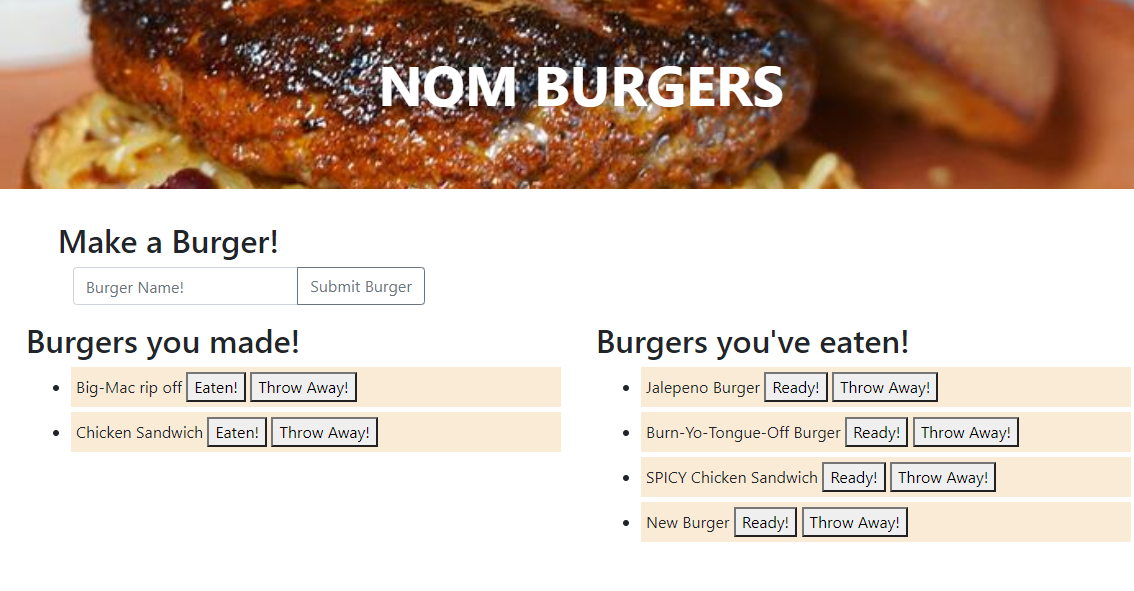 NOM BURGERS
Make a Burger!
Burger Name! Submit Burger
Burgers you made!
Big-Mac rip off Eaten! Throw Away!
Chicken Sandwich Eaten! Throw Away!
Burgers you've eaten!
Jalepeno Burger Ready! Throw Away!
Burn-Yo-Tongue-Off Burger Ready! Throw Away!
SPICY Chicken Sandwich Ready! Throw Away!
New Burger Ready! Throw Away!